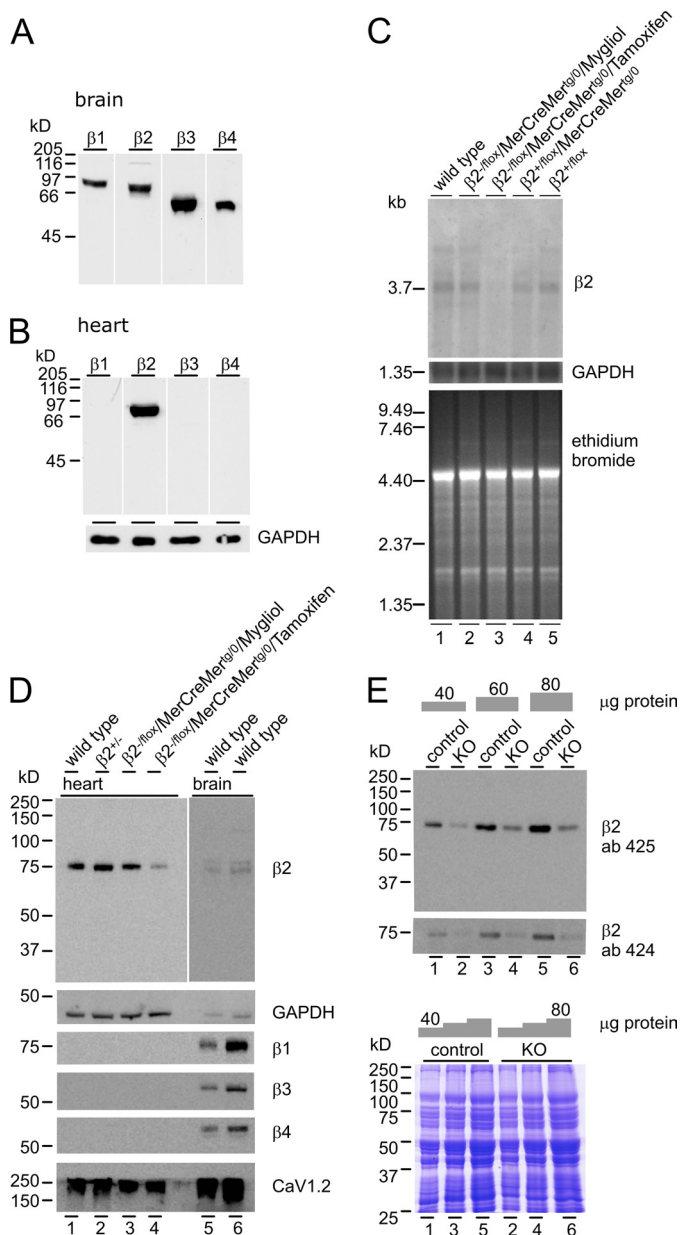 A
brain
kD
β1 β2 β3 β4
205
116
97
66
45
B
heart
kD
β1 β2 β3 β4
205
116
97
66
45
GAPDH
C
wild type
β2-/flox/MerCreMertg/0/Mygliol
β2-/flox/MerCreMertg/0/Tamoxifen
β2+/flox/MerCreMertg/0
β2+/flox
kb
3.7
β2
1.35
GAPDH
9.49
7.46
4.40
2.37
1.35
ethidium
bromide
1 2 3 4 5
D
wild type
β2+/-
β2-/flox/MerCreMertg/0/Mygliol
β2-/flox/MerCreMertg/0/Tamoxifen
wild type
wild type
kD
heart brain
250
150
100
75
50
37
β2
50
GAPDH
75
β1
50
β3
50
β4
250
150
CaV1.2
1 2 3 4 5 6
E
40 60 80 μg protein
control KO control KO control KO
kD
250
150
100
75
50
37
β2
ab 425
75
β2
ab 424
1 2 3 4 5 6
40 80 μg protein
kD
control KO
250
150
100
75
50
37
25
1 3 5 2 4 6